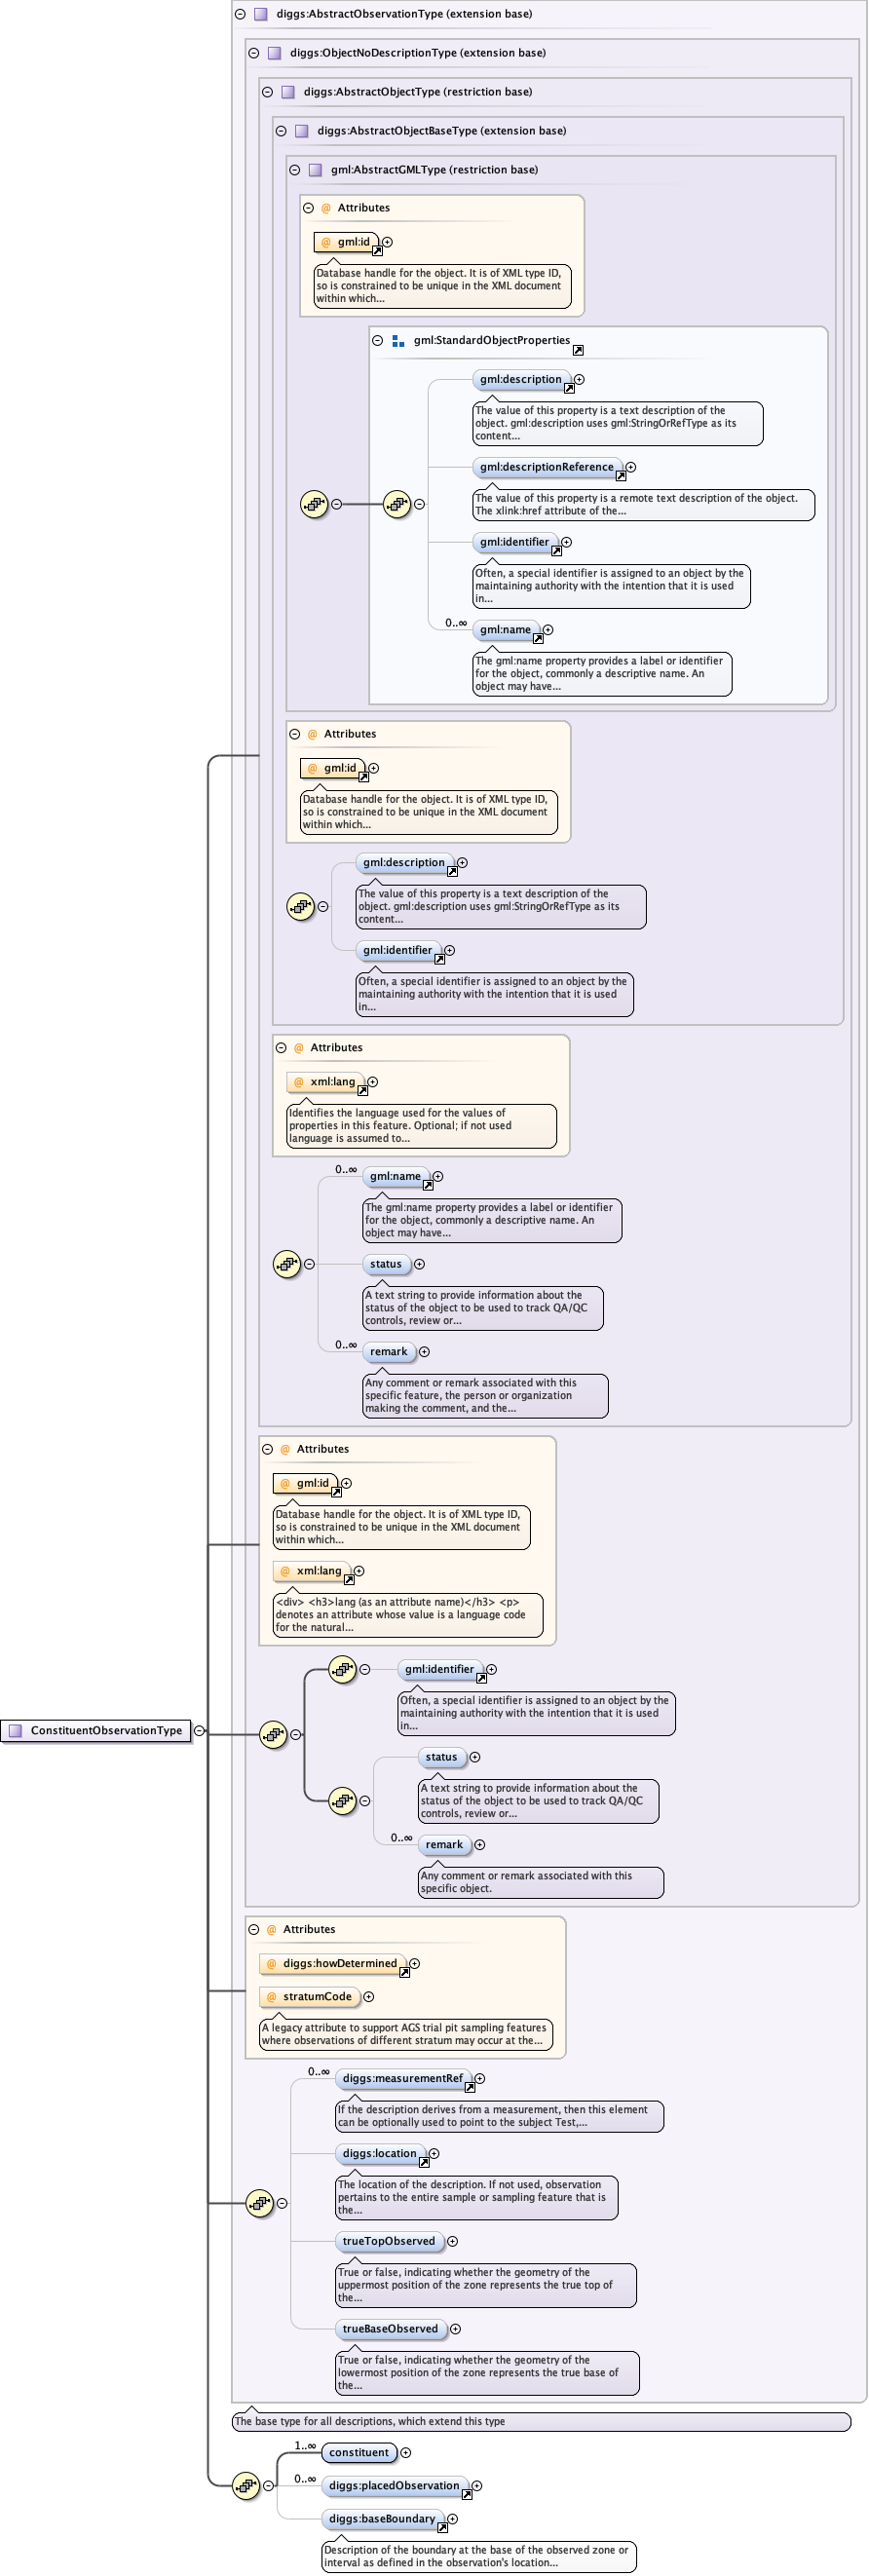 diggs:AbstractObservationType (extension base)
diggs:ObjectNoDescriptionType (extension base)
diggs:AbstractObjectType (restriction base)
diggs:AbstractObjectBaseType (extension base)
gml:AbstractGMLType (restriction base)
@ Attributes
@ gml:id
Database handle for the object. It is of XML type ID,
so is constrained to be unique in the XML document
within which...
gml:StandardObjectProperties
gml:description
The value of this property is a text description of the
object. gml:description uses gml:StringOrRefType as its
content...
gml:descriptionReference
The value of this property is a remote text description of the object.
The xlink:href attribute of the...
gml:identifier
Often, a special identifier is assigned to an object by the
maintaining authority with the intention that it is used
in...
0..∞
gml:name
The gml:name property provides a label or identifier
for the object, commonly a descriptive name. An
object may have...
@ Attributes
@ gml:id
Database handle for the object. It is of XML type ID,
so is constrained to be unique in the XML document
within which...
gml:description
The value of this property is a text description of the
object. gml:description uses gml:StringOrRefType as its
content...
gml:identifier
Often, a special identifier is assigned to an object by the
maintaining authority with the intention that it is used
in...
@ Attributes
@ xml:lang
Identifies the language used for the values of
properties in this feature. Optional; if not used
language is assumed to...
0..∞
gml:name
The gml:name property provides a label or identifier
for the object, commonly a descriptive name. An
object may have...
status
A text string to provide information about the
status of the object to be used to track QA/QC
controls, review or...
0..∞
remark
Any comment or remark associated with this
specific feature, the person or organization
making the comment, and the...
@ Attributes
@ gml:id
Database handle for the object. It is of XML type ID,
so is constrained to be unique in the XML document
within which...
@ xml:lang
<div> <h3>lang (as an attribute name)</h3> <p>
denotes an attribute whose value is a language code
for the natural...
gml:identifier
Often, a special identifier is assigned to an object by the
maintaining authority with the intention that it is used
in...
ConstituentObservationType
status
A text string to provide information about the
status of the object to be used to track QA/QC
controls, review or...
0..∞
remark
Any comment or remark associated with this
specific object.
@ Attributes
@ diggs:howDetermined
@ stratumCode
A legacy attribute to support AGS trial pit sampling features
where observations of different stratum may occur at the...
0..∞
diggs:measurementRef
If the description derives from a measurement, then this element
can be optionally used to point to the subject Test,...
diggs:location
The location of the description. If not used, observation
pertains to the entire sample or sampling feature that is
the...
trueTopObserved
True or false, indicating whether the geometry of the
uppermost position of the zone represents the true top of
the...
trueBaseObserved
True or false, indicating whether the geometry of the
lowermost position of the zone represents the true base of
the...
The base type for all descriptions, which extend this type
1..∞
constituent
0..∞
diggs:placedObservation
diggs:baseBoundary
Description of the boundary at the base of the observed zone or
interval as defined in the observation's location...